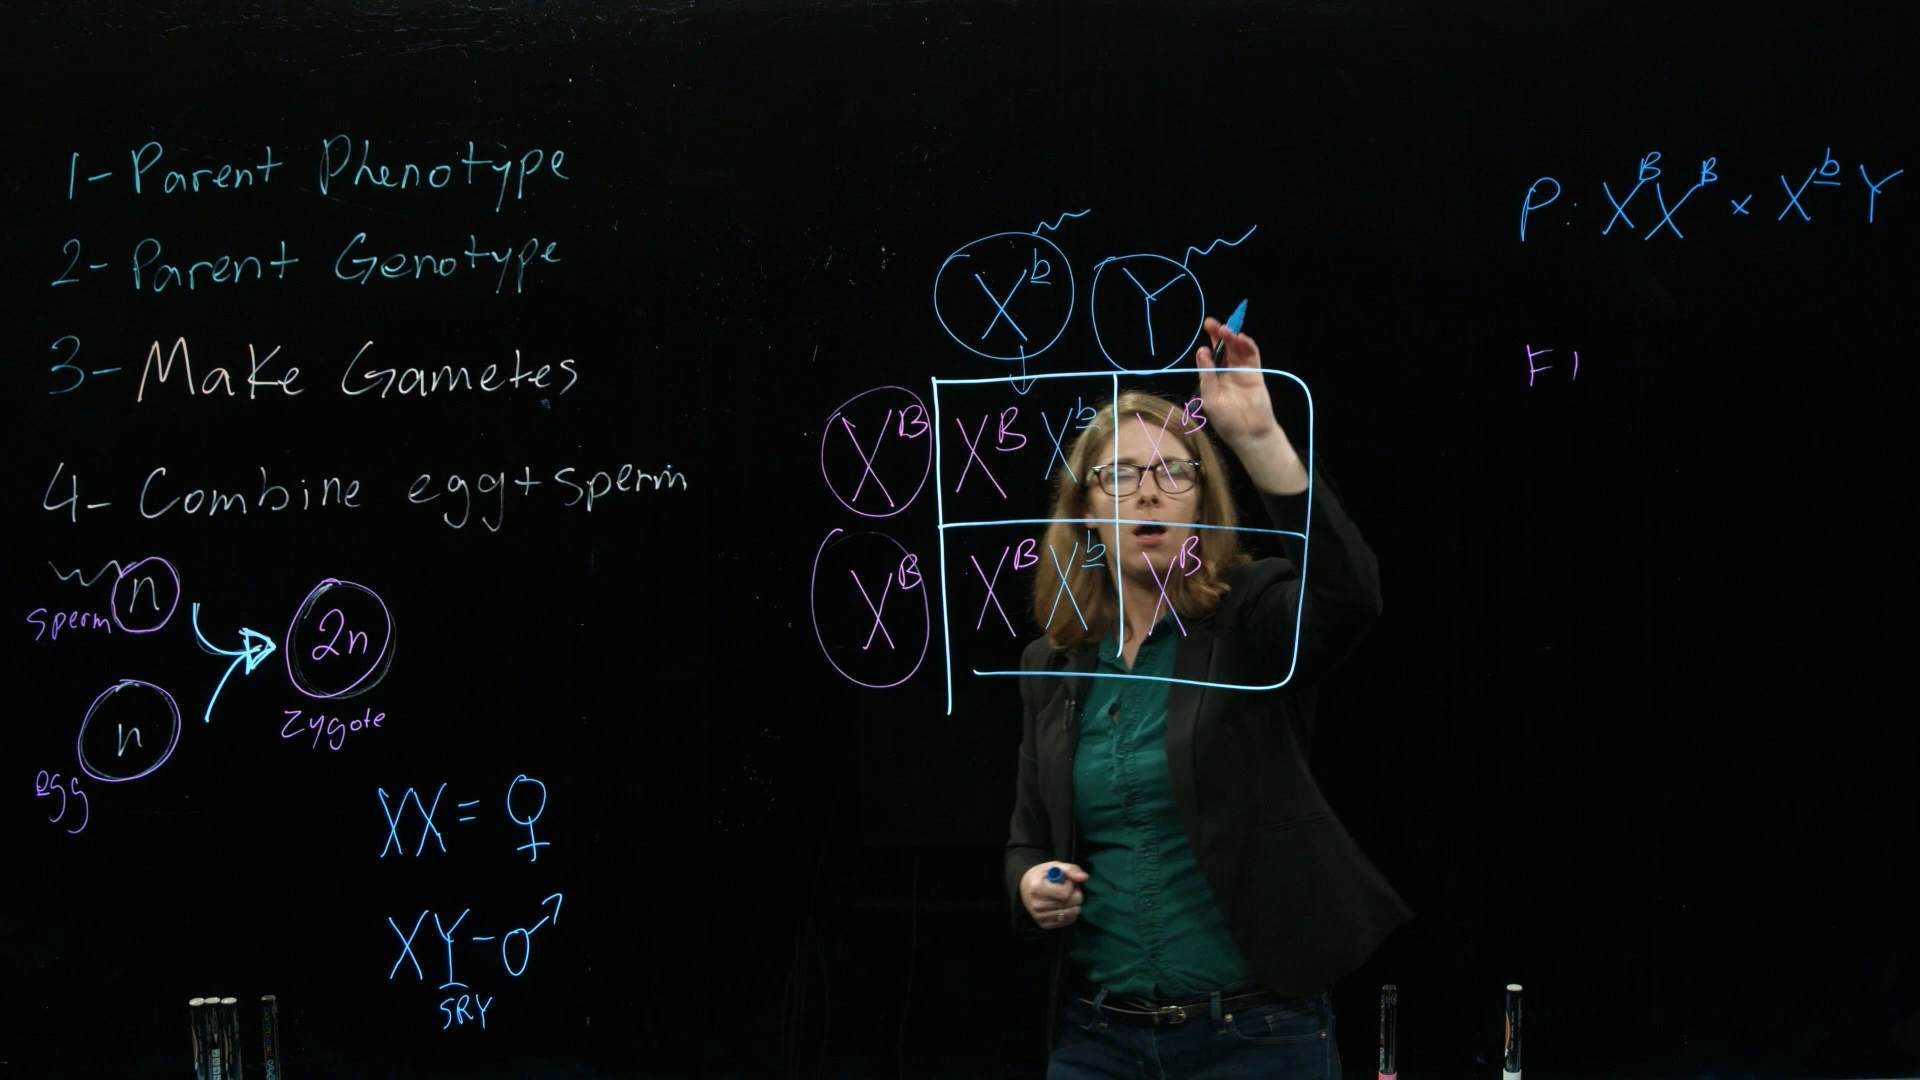 1- Parent Phenotype
2- Parent Genotype
3- Make Gametes
4- Combine egg + sperm
n
sperm
2n
zygote
n
egg
XX = ♀
XY - ♂
SRY
X^b Y
X^B X^B X^b X^B
X^B X^B X^b X^B
P: X^B X^B × X^b Y
F1